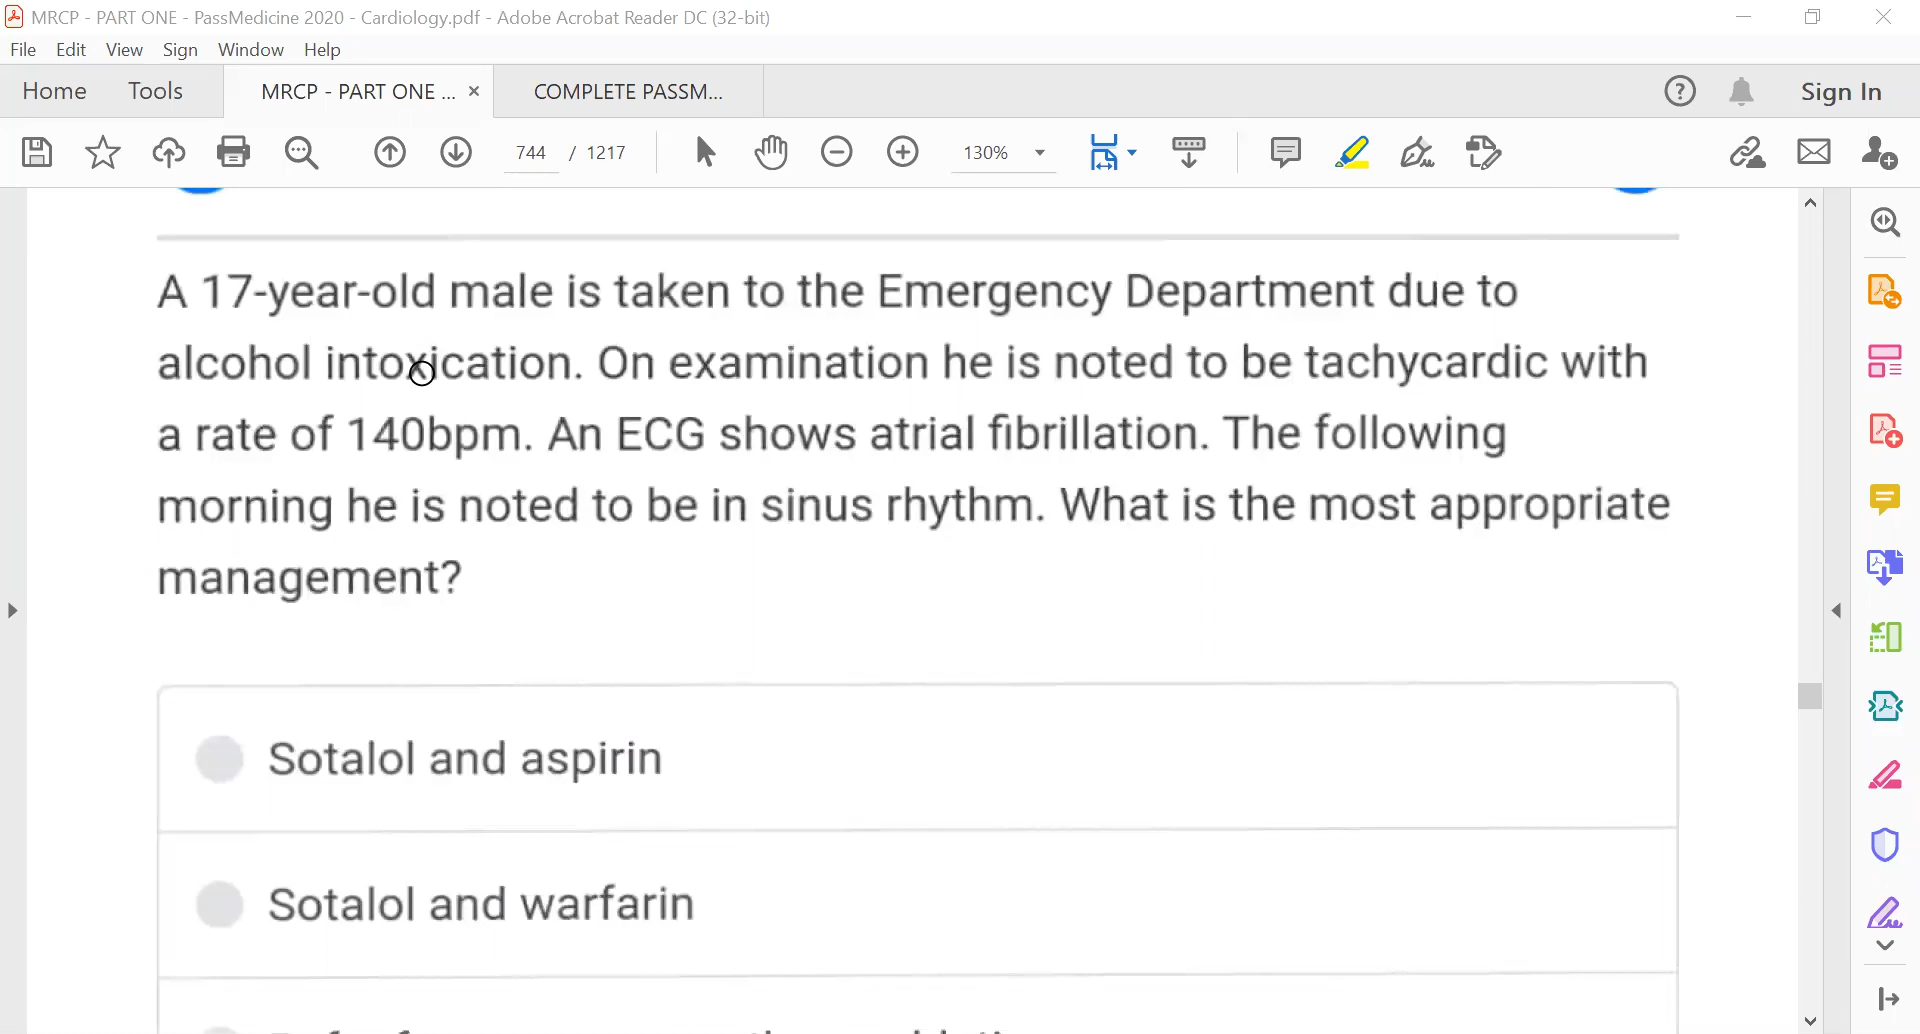 MRCP - PART ONE - PassMedicine 2020 - Cardiology.pdf - Adobe Acrobat Reader DC (32-bit)
File Edit View Sign Window Help
Home Tools MRCP - PART ONE ... × COMPLETE PASSM... Sign In
744 / 1217 130%
A 17-year-old male is taken to the Emergency Department due to
alcohol intoxication. On examination he is noted to be tachycardic with
a rate of 140bpm. An ECG shows atrial fibrillation. The following
morning he is noted to be in sinus rhythm. What is the most appropriate
management?
Sotalol and aspirin
Sotalol and warfarin